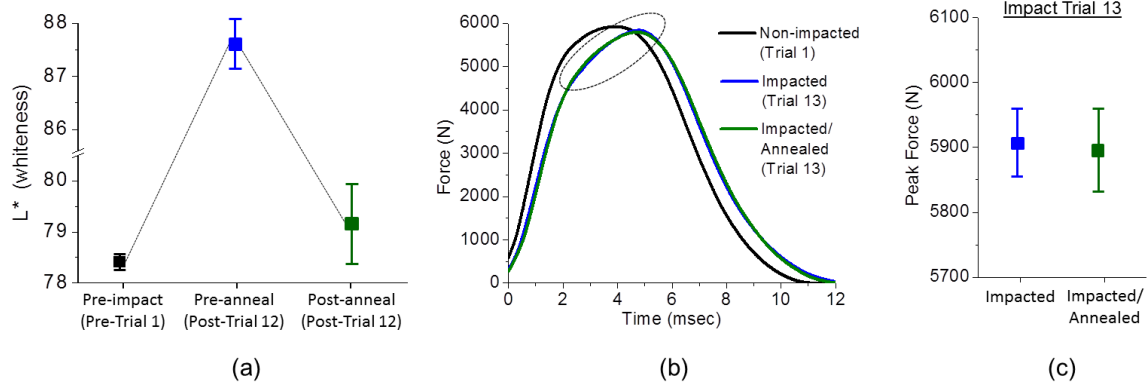 88
87
86
80
79
78
L* (whiteness)
Pre-impact
(Pre-Trial 1)
Pre-anneal
(Post-Trial 12)
Post-anneal
(Post-Trial 12)
(a)
6000
5000
4000
3000
2000
1000
0
Force (N)
0 2 4 6 8 10 12
Time (msec)
Non-impacted
(Trial 1)
Impacted
(Trial 13)
Impacted/
Annealed
(Trial 13)
(b)
Impact Trial 13
6100
6000
5900
5800
5700
Peak Force (N)
Impacted
Impacted/
Annealed
(c)